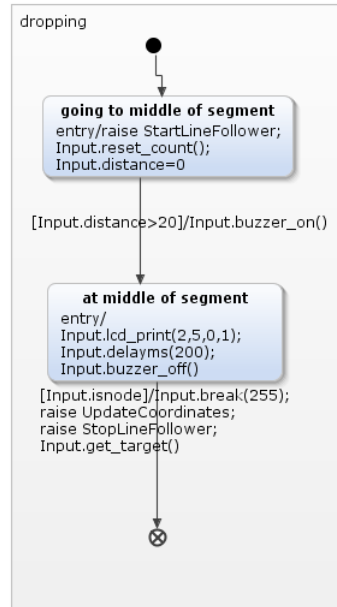 dropping
going to middle of segment
entry/raise StartLineFollower;
Input.reset_count();
Input.distance=0
[Input.distance>20]/Input.buzzer_on()
at middle of segment
entry/
Input.lcd_print(2,5,0,1);
Input.delayms(200);
Input.buzzer_off()
[Input.isnode]/Input.break(255);
raise UpdateCoordinates;
raise StopLineFollower;
Input.get_target()